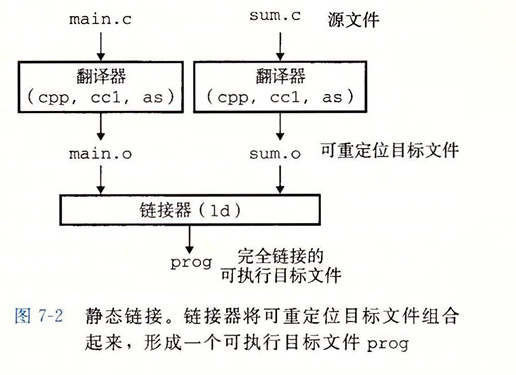 main.c sum.c 源文件
翻译器 翻译器
(cpp, cc1, as) (cpp, cc1, as)
main.o sum.o 可重定位目标文件
链接器(ld)
prog 完全链接的
可执行目标文件
图 7-2 静态链接。链接器将可重定位目标文件组合
起来，形成一个可执行目标文件 prog